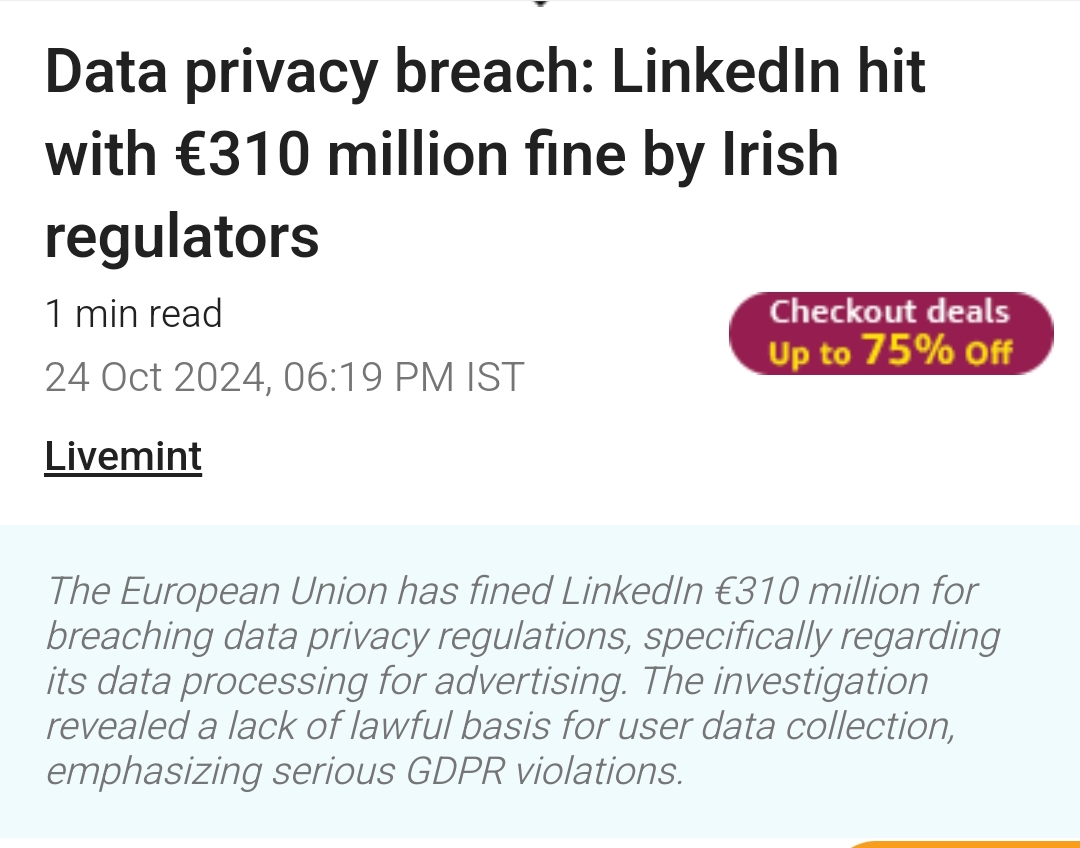 Data privacy breach: LinkedIn hit
with €310 million fine by Irish
regulators
1 min read
Checkout deals
Up to 75% Off
24 Oct 2024, 06:19 PM IST
Livemint
The European Union has fined LinkedIn €310 million for
breaching data privacy regulations, specifically regarding
its data processing for advertising. The investigation
revealed a lack of lawful basis for user data collection,
emphasizing serious GDPR violations.